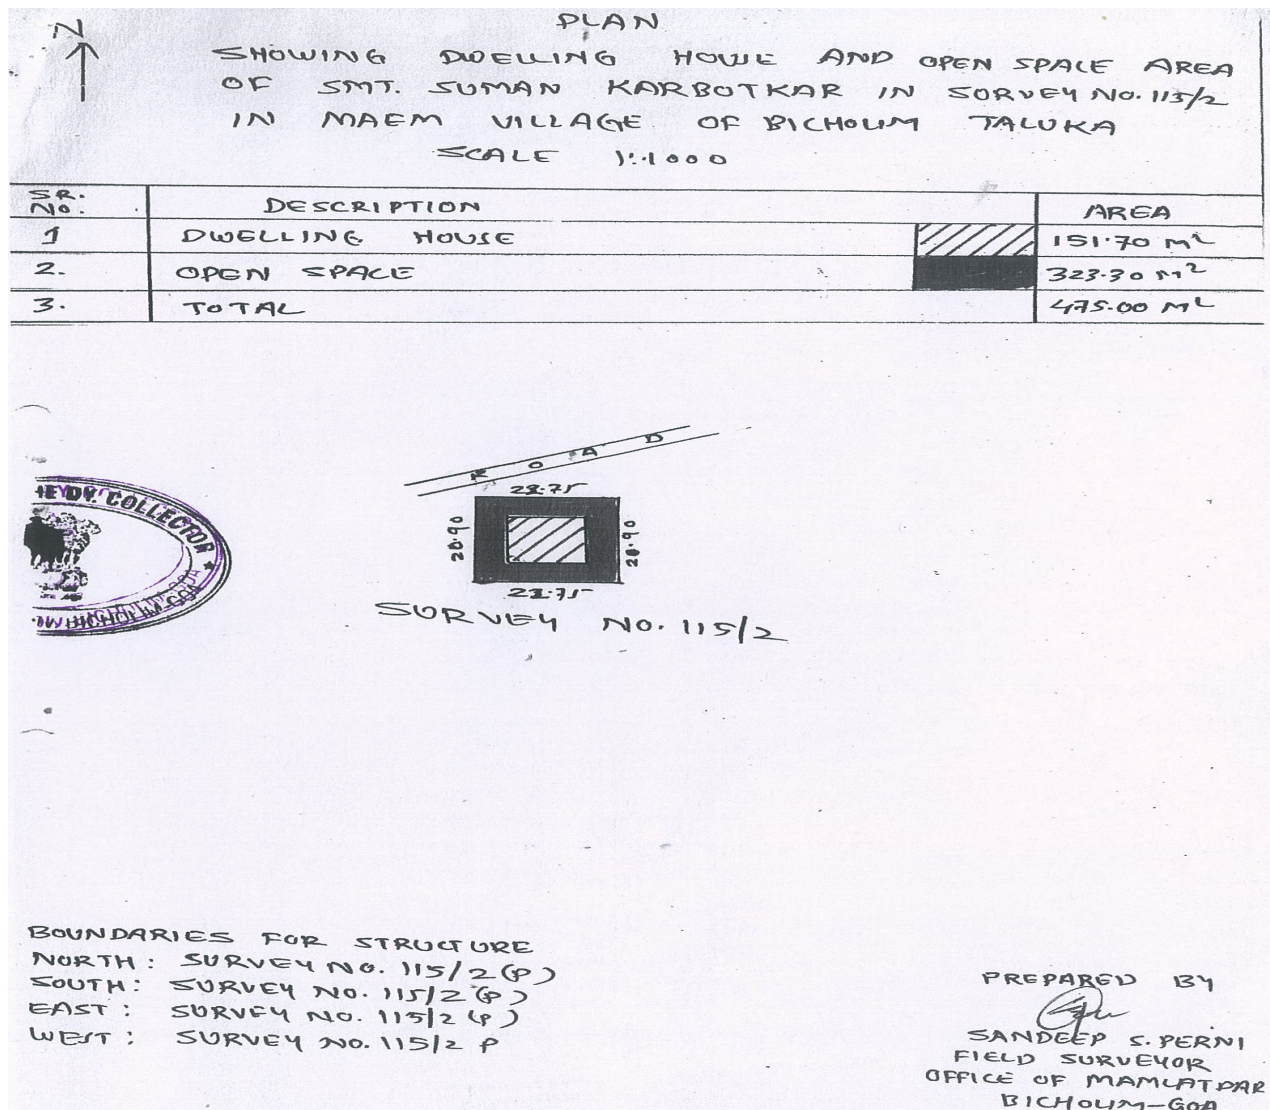 N
PLAN
SHOWING DWELLING HOUSE AND OPEN SPACE AREA
OF SMT. SUMAN KARBOTKAR IN SURVEY NO. 115/2
IN MAEM VILLAGE OF BICHOLIM TALUKA
SCALE 1:1000
SR. NO. DESCRIPTION AREA
1 DWELLING HOUSE 151.70 M2
2. OPEN SPACE 323.30 M2
3. TOTAL 475.00 M2
ROAD
DY. COLLECTOR
20.90
20.90
SURVEY NO. 115/2
BOUNDARIES FOR STRUCTURE
NORTH: SURVEY NO. 115/2 (P)
SOUTH: SURVEY NO. 115/2 (P)
EAST: SURVEY NO. 115/2 (P)
WEST: SURVEY NO. 115/2 P
PREPARED BY
SANDEEP S. PERNI
FIELD SURVEYOR
OFFICE OF MAMLATDAR
BICHOLIM-GOA